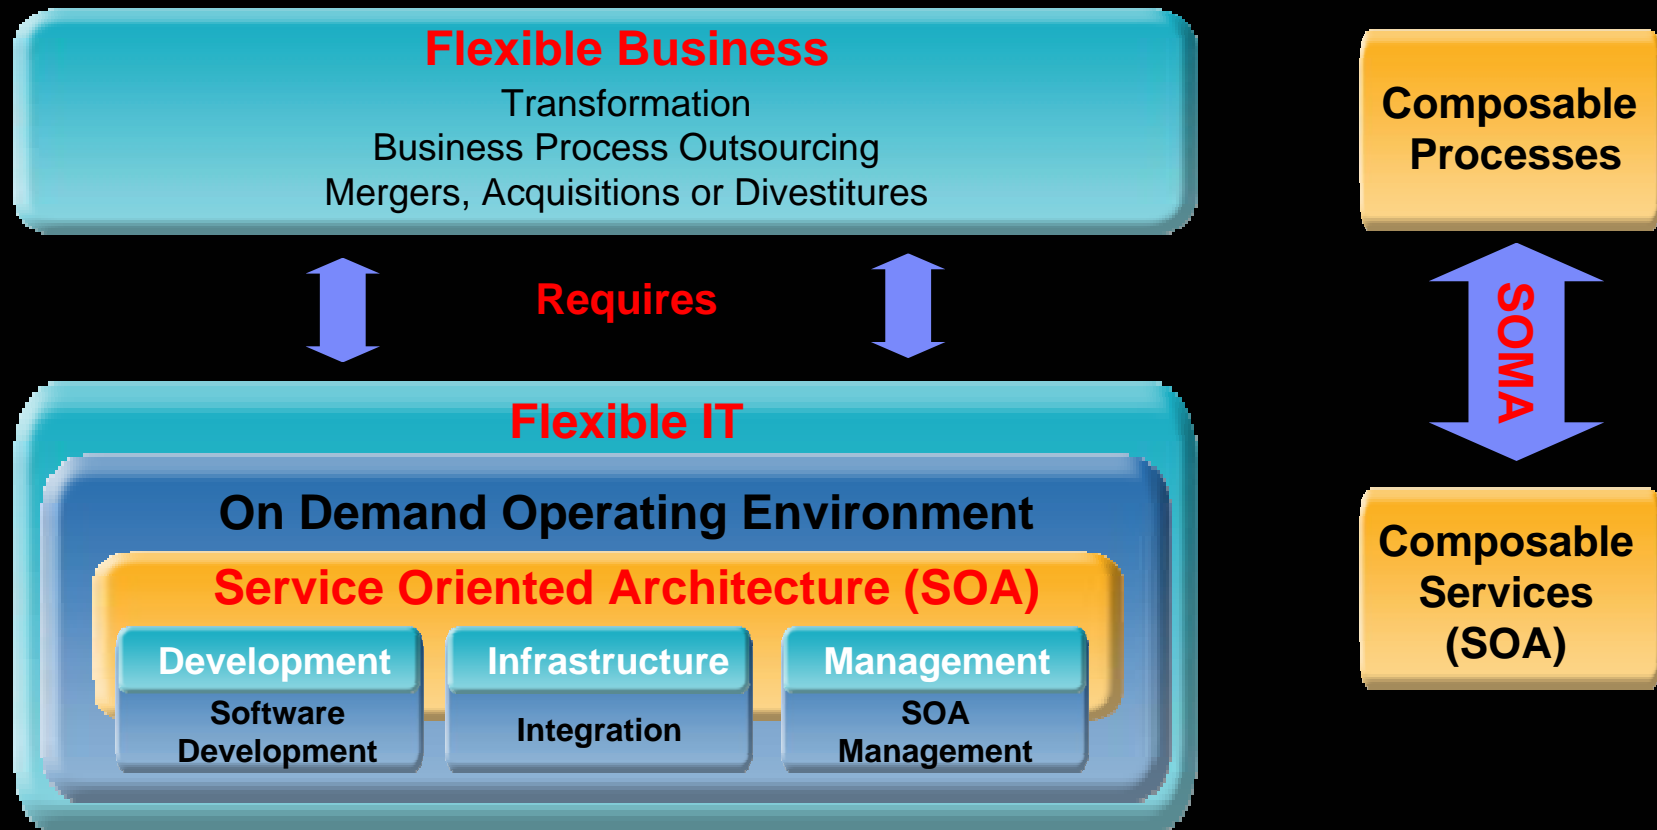 Flexible Business
Transformation
Business Process Outsourcing
Mergers, Acquisitions or Divestitures
Requires
Flexible IT
On Demand Operating Environment
Service Oriented Architecture (SOA)
Development
Software
Development
Infrastructure
Integration
Management
SOA
Management
Composable
Processes
SOMA
Composable
Services
(SOA)